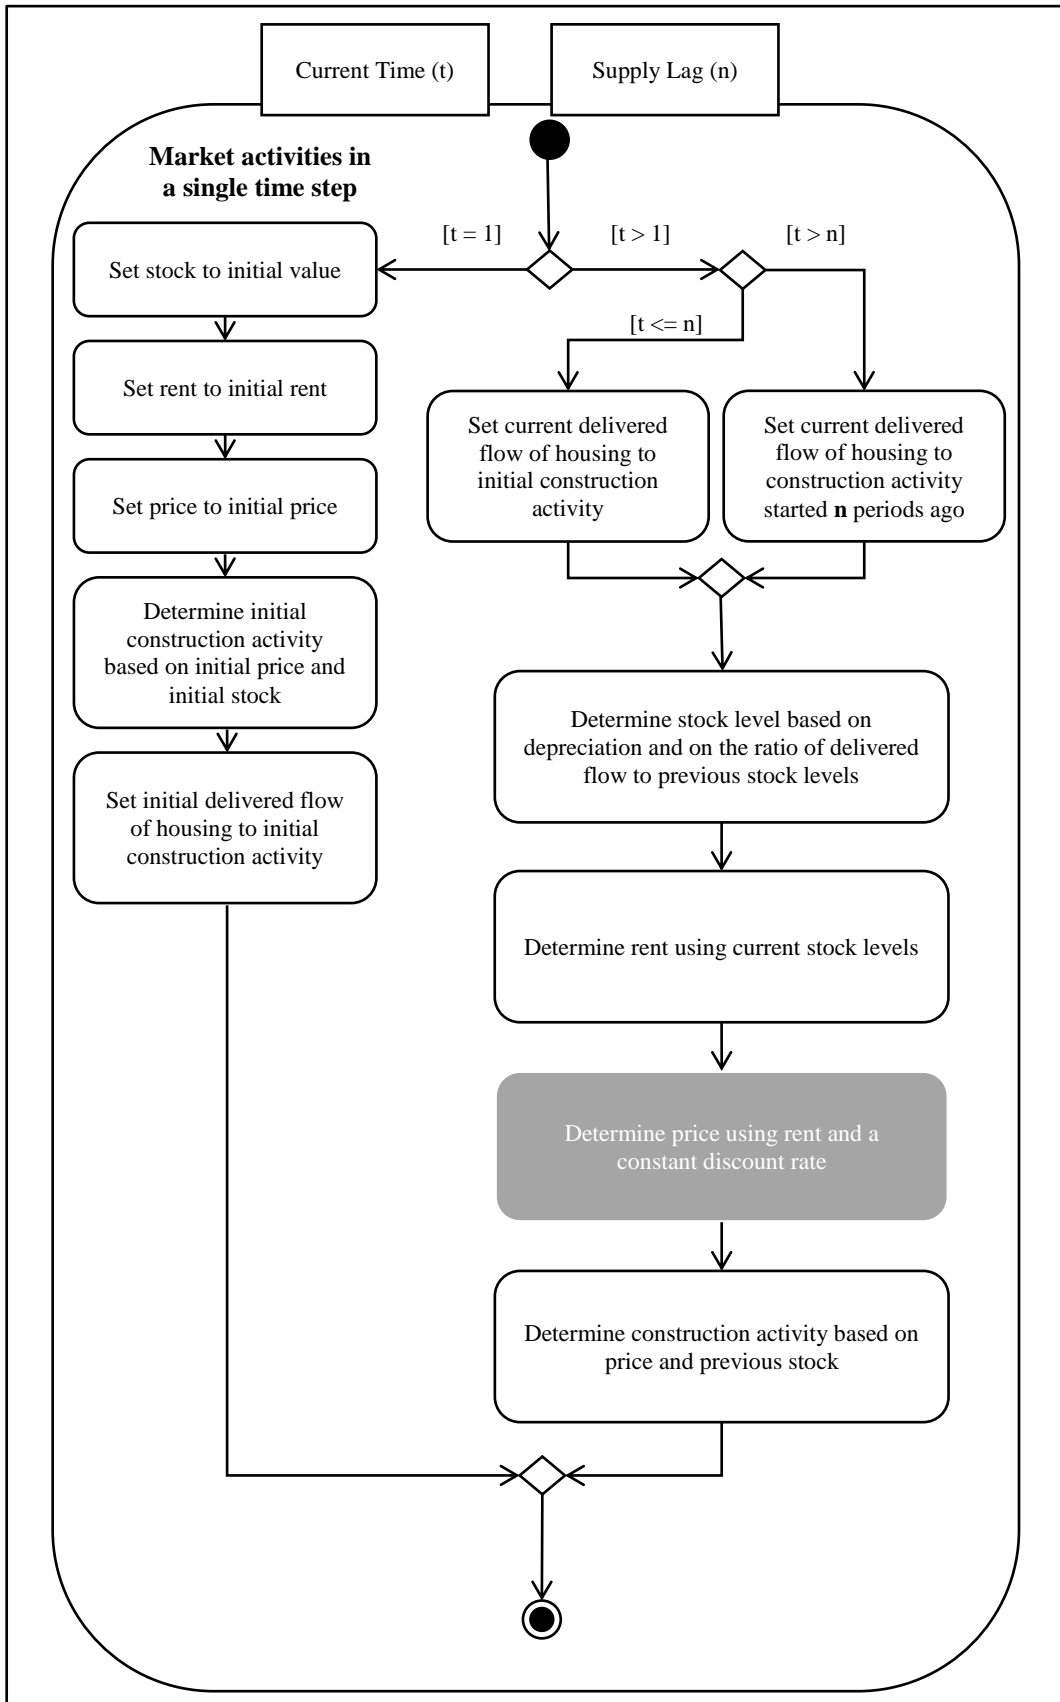 Current Time (t)
Supply Lag (n)
Market activities in
a single time step
[t = 1]
[t > 1]
[t > n]
[t <= n]
Set stock to initial value
Set rent to initial rent
Set price to initial price
Determine initial
construction activity
based on initial price and
initial stock
Set initial delivered flow
of housing to initial
construction activity
Set current delivered
flow of housing to
initial construction
activity
Set current delivered
flow of housing to
construction activity
started n periods ago
Determine stock level based on
depreciation and on the ratio of delivered
flow to previous stock levels
Determine rent using current stock levels
Determine price using rent and a
constant discount rate
Determine construction activity based on
price and previous stock